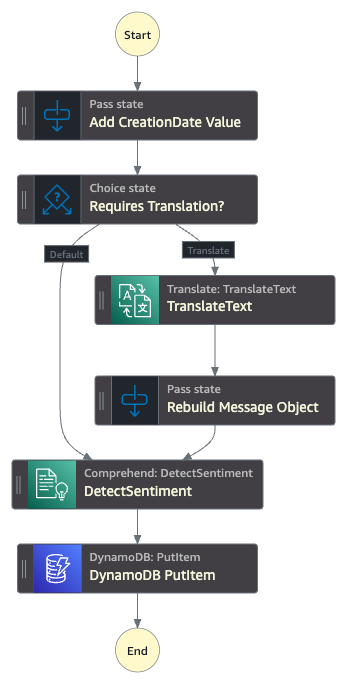 Start
Pass state
Add CreationDate Value
Choice state
Requires Translation?
Default
Translate
Translate: TranslateText
TranslateText
Pass state
Rebuild Message Object
Comprehend: DetectSentiment
DetectSentiment
DynamoDB: PutItem
DynamoDB PutItem
End